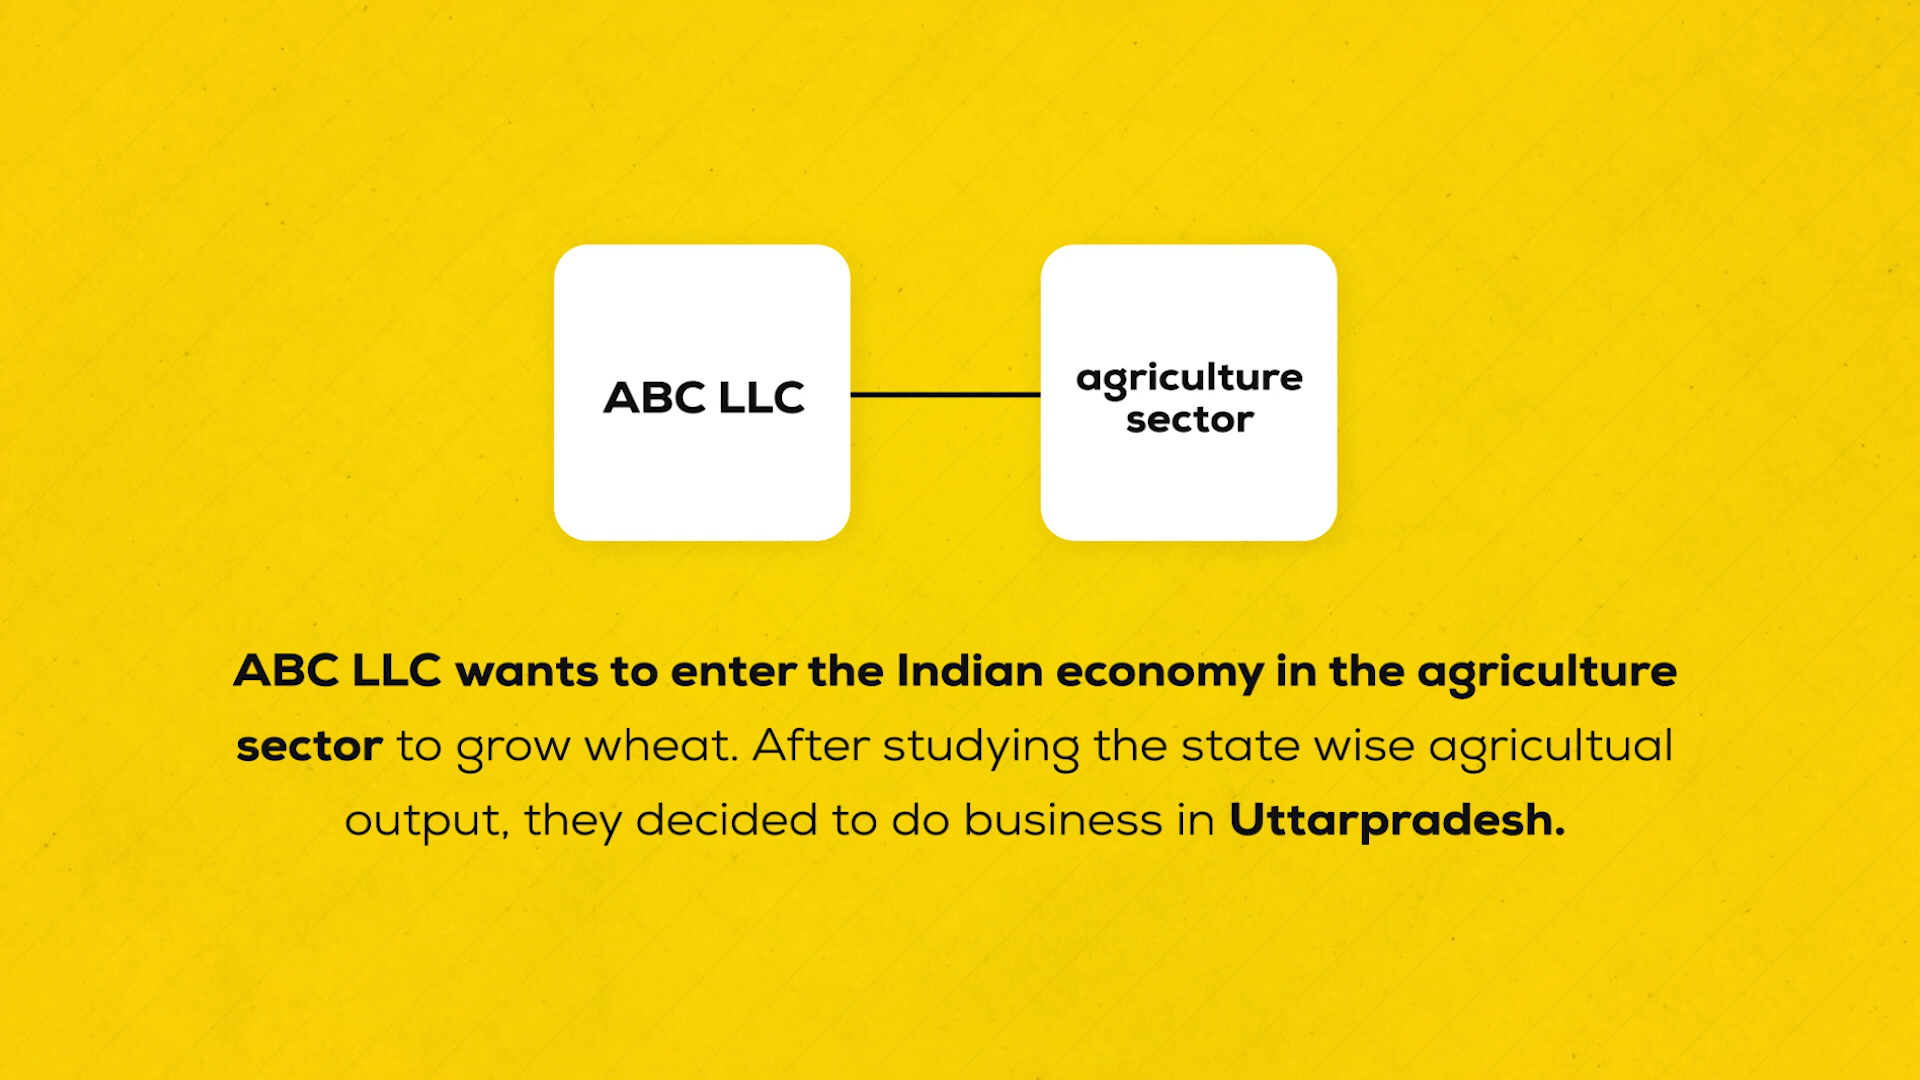 ABC LLC
agriculture
sector
ABC LLC wants to enter the Indian economy in the agriculture
sector to grow wheat. After studying the state wise agricultual
output, they decided to do business in Uttarpradesh.